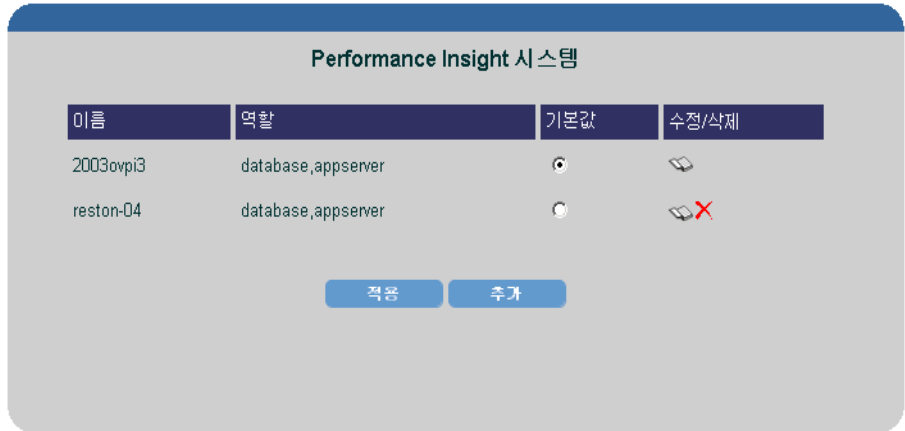 Performance Insight 시스템
이름 역할 기본값 수정/삭제
2003ovpi3 database,appserver
reston-04 database,appserver
적용 추가